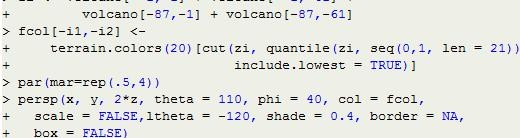 +        volcano[-87,-1] + volcano[-87,-61]
> fcol[-i1,-i2] <-
+     terrain.colors(20)[cut(zi, quantile(zi, seq(0,1, len = 21))
+                            include.lowest = TRUE)]
> par(mar=rep(.5,4))
> persp(x, y, 2*z, theta = 110, phi = 40, col = fcol,
+    scale = FALSE,ltheta = -120, shade = 0.4, border = NA,
+    box = FALSE)